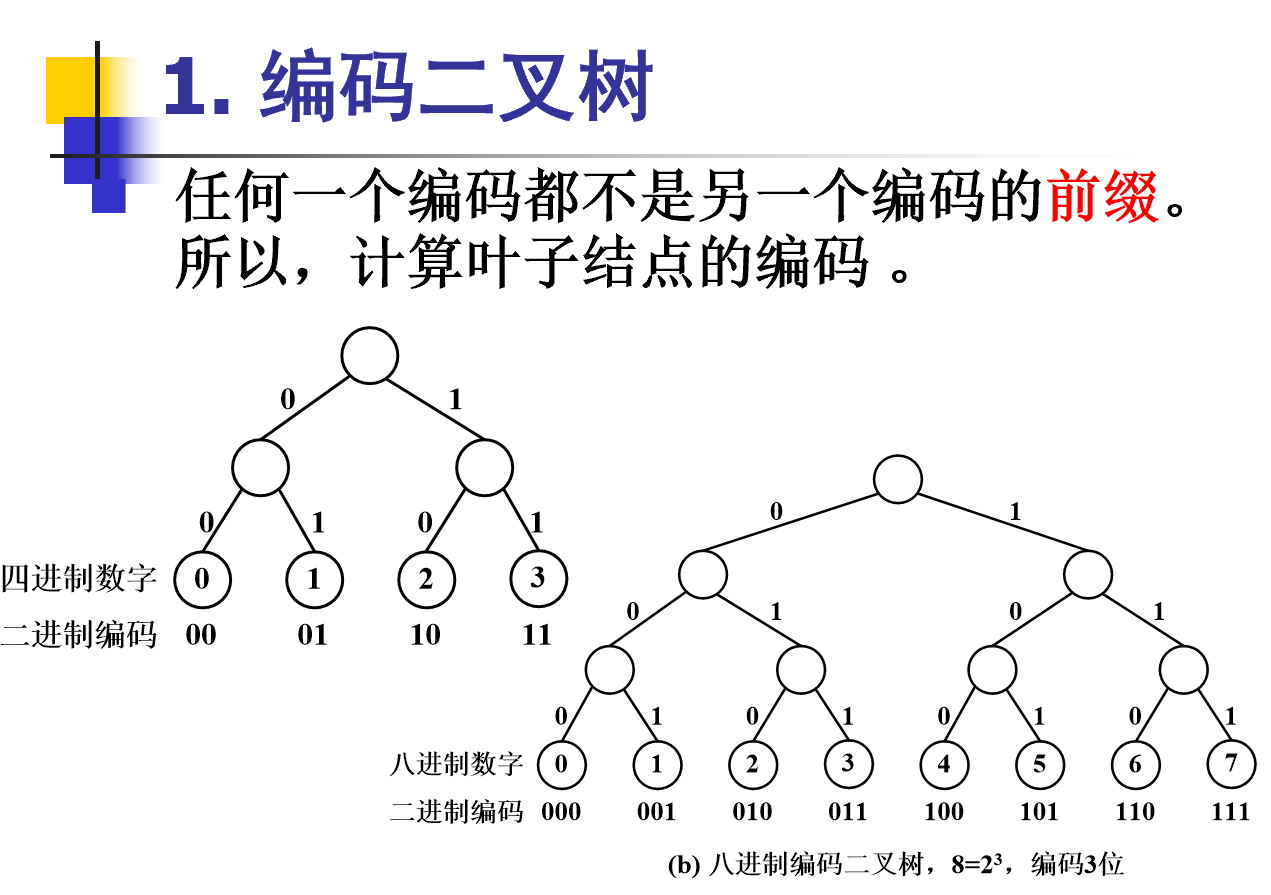 1. 编码二叉树
任何一个编码都不是另一个编码的前缀。
所以，计算叶子结点的编码 。
0 1
0 1 0 1
四进制数字 0 1 2 3
二进制编码 00 01 10 11
0 1
0 1 0 1
0 1 0 1 0 1 0 1
八进制数字 0 1 2 3 4 5 6 7
二进制编码 000 001 010 011 100 101 110 111
(b) 八进制编码二叉树，8=2³，编码3位